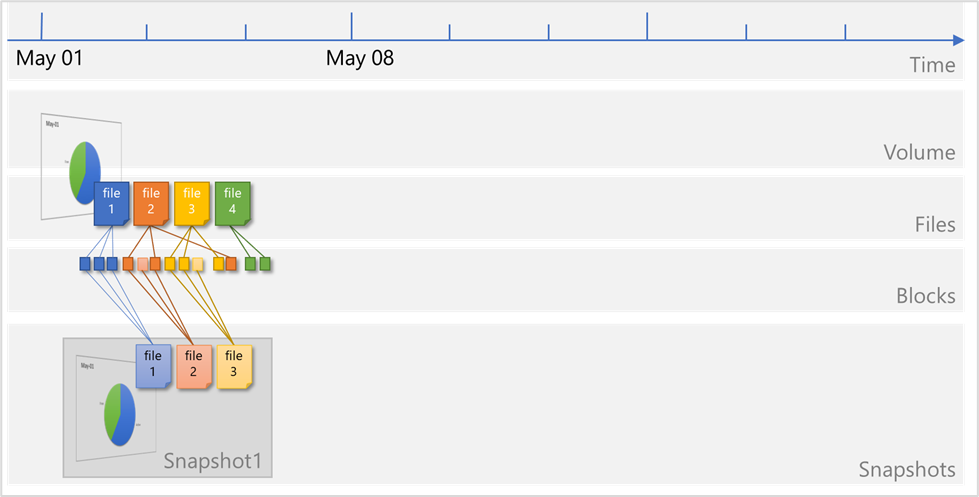 May 01
May 08
Time
Volume
May-01
file
1
file
2
file
3
file
4
Files
Blocks
file
1
file
2
file
3
May-01
Snapshot1
Snapshots